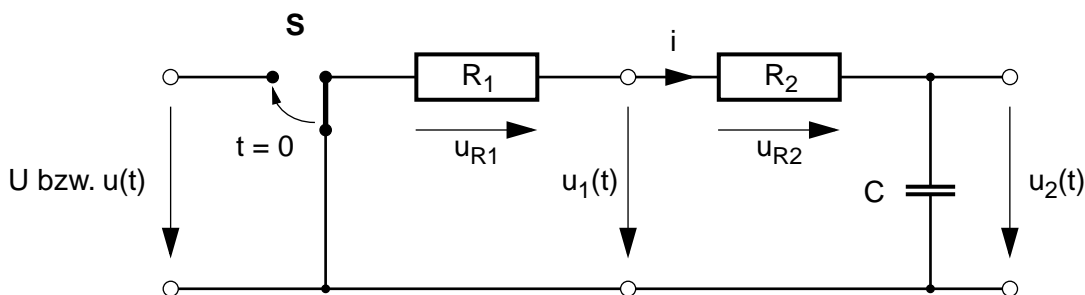 S
i
R1
R2
t = 0
uR1
uR2
U bzw. u(t)
u1(t)
C
u2(t)